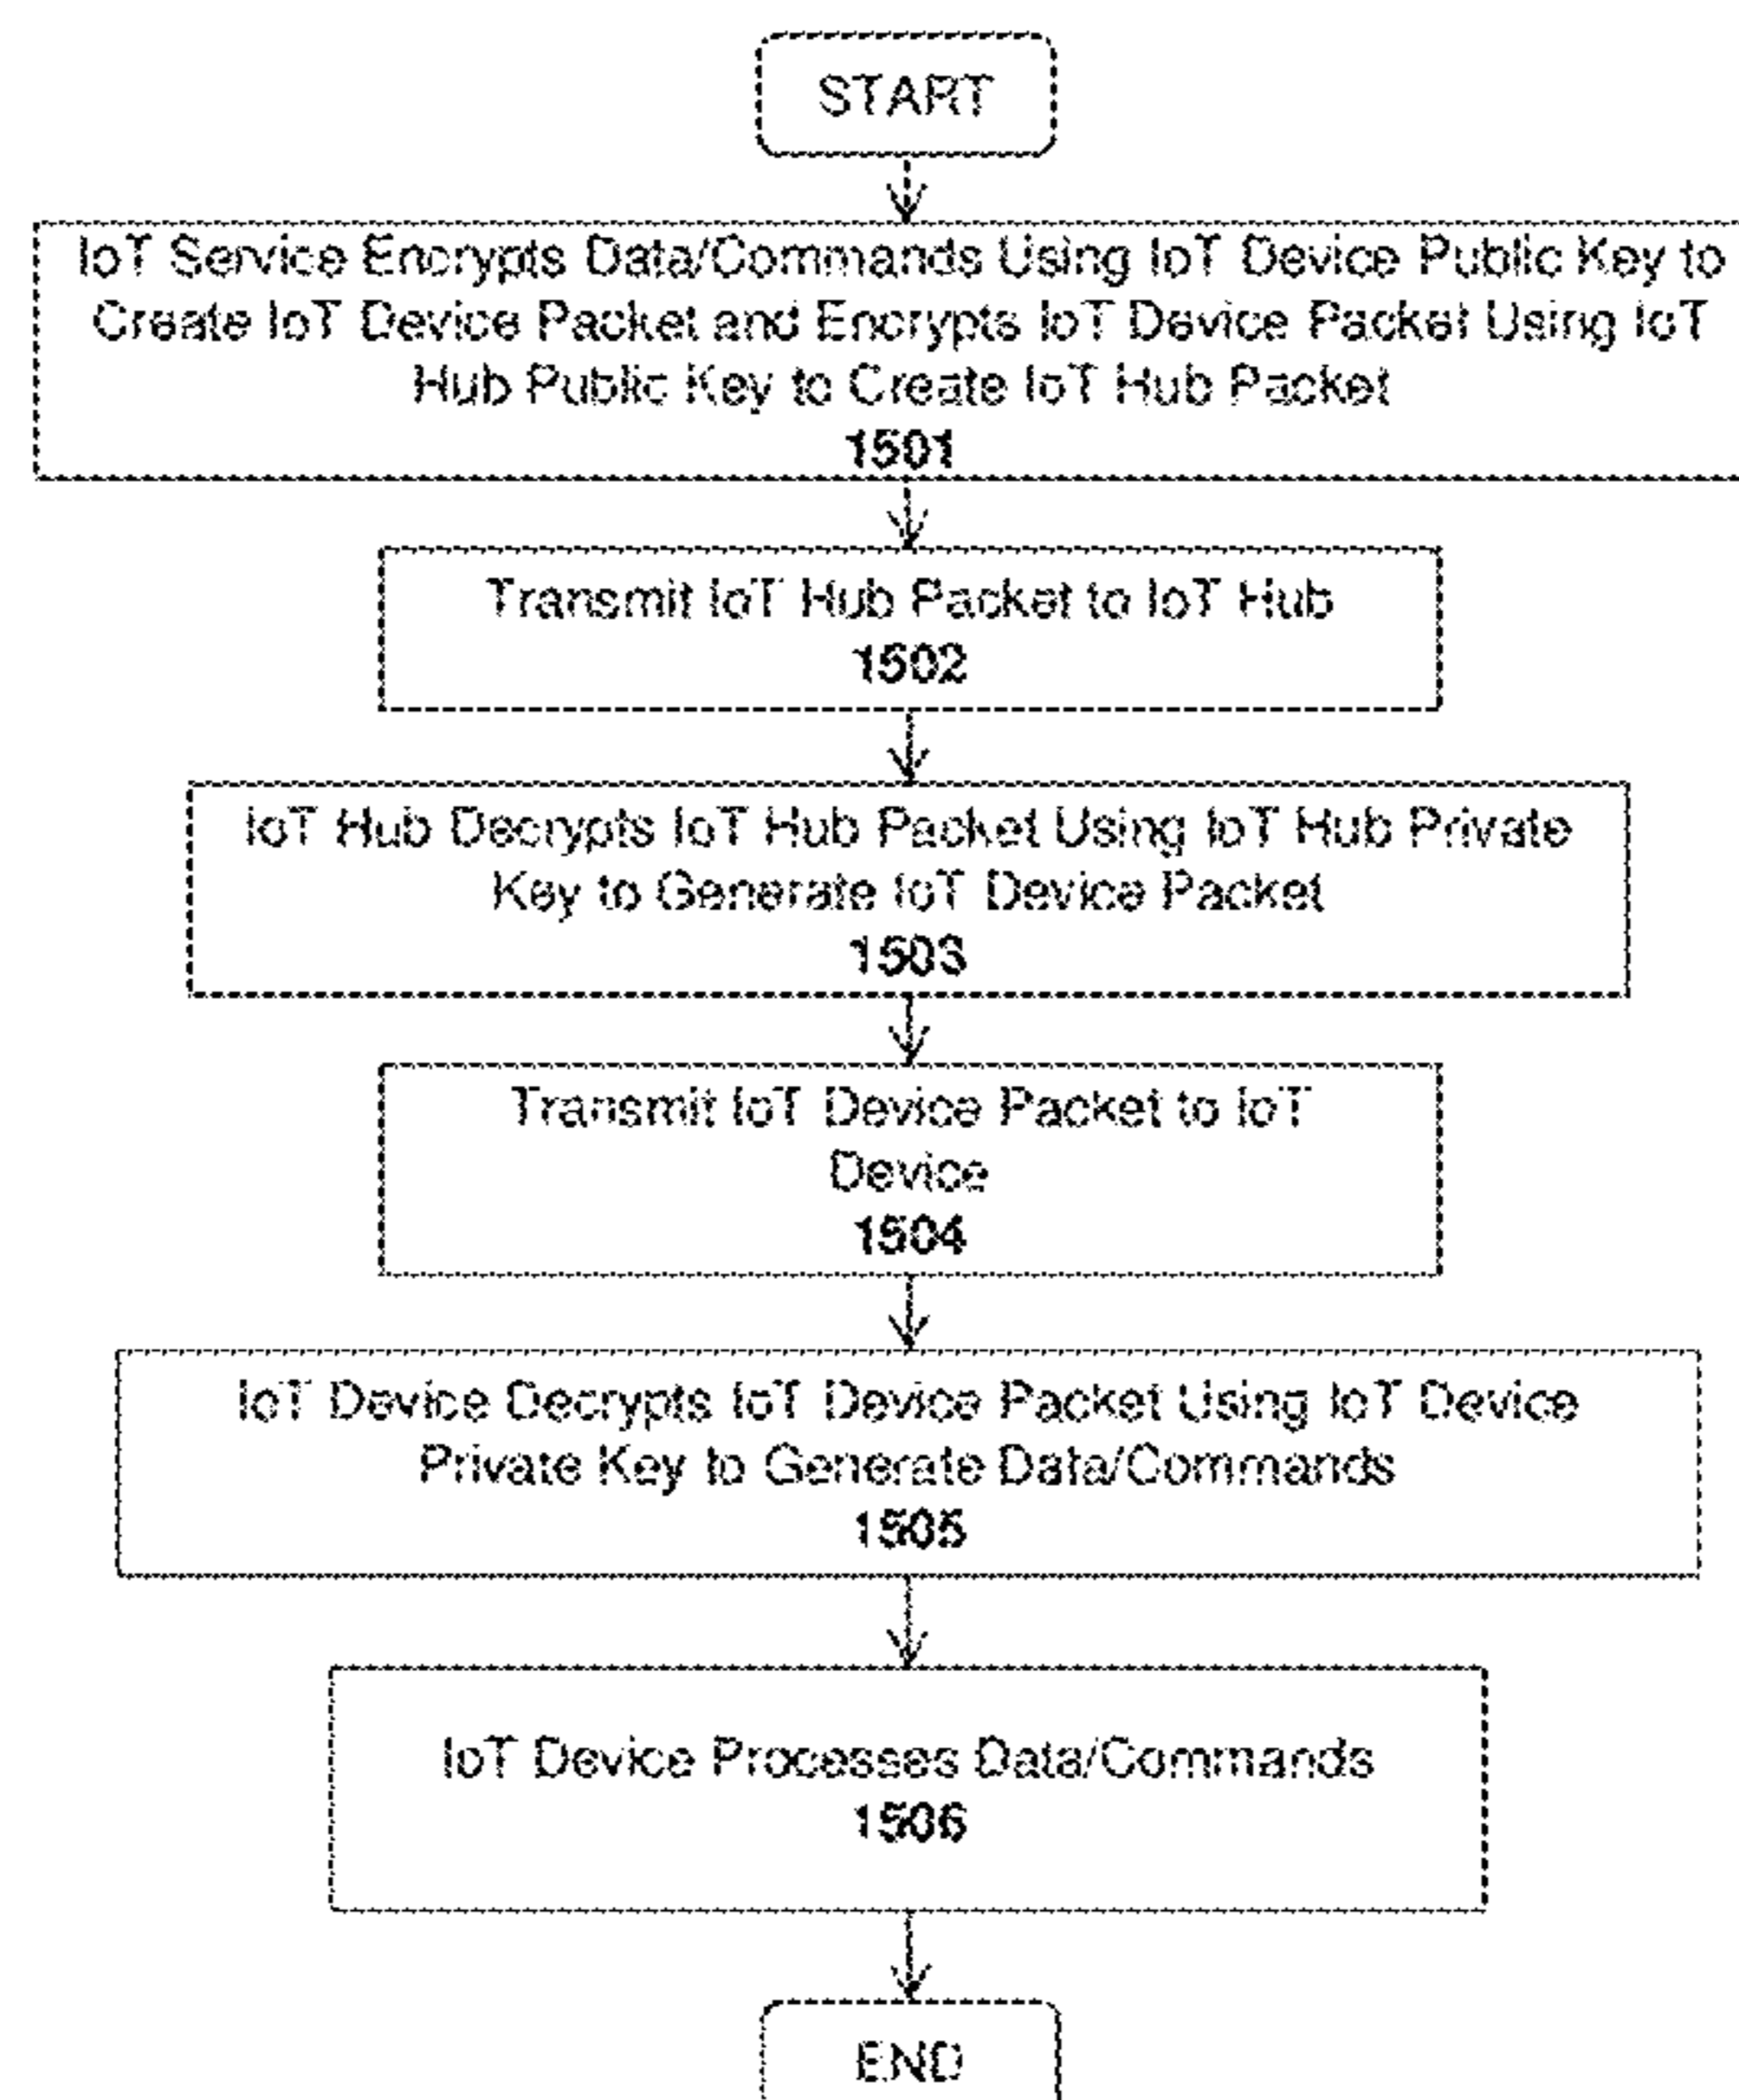 START
IoT Service Encrypts Data/Commands Using IoT Device Public Key to
Create IoT Device Packet and Encrypts IoT Device Packet Using IoT
Hub Public Key to Create IoT Hub Packet
1501
Transmit IoT Hub Packet to IoT Hub
1502
IoT Hub Decrypts IoT Hub Packet Using IoT Hub Private
Key to Generate IoT Device Packet
1503
Transmit IoT Device Packet to IoT
Device
1504
IoT Device Decrypts IoT Device Packet Using IoT Device
Private Key to Generate Data/Commands
1505
IoT Device Processes Data/Commands
1506
END